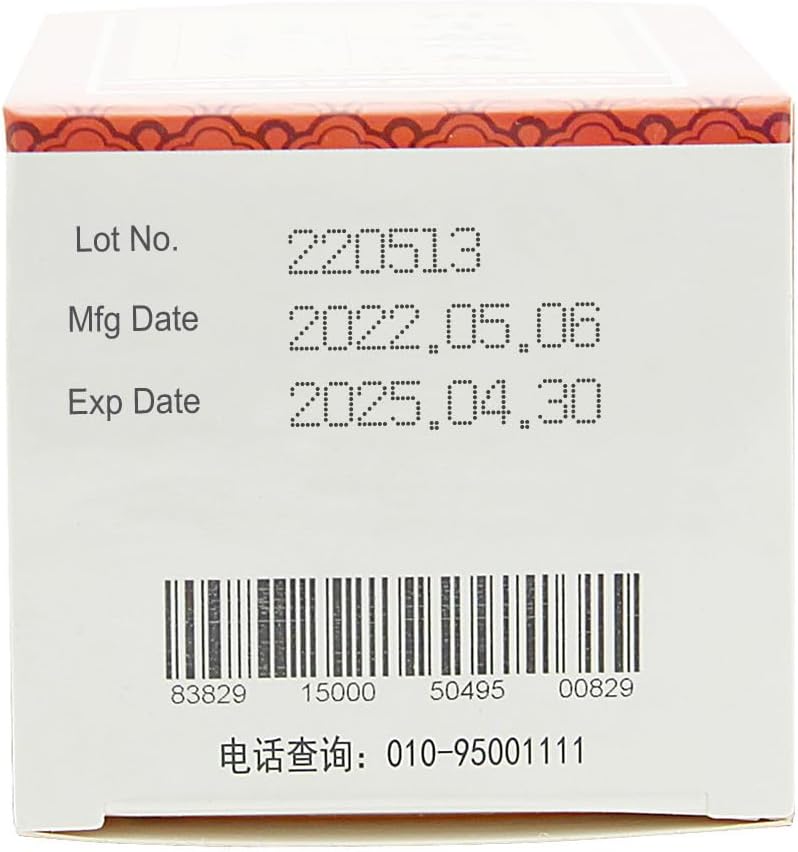 Lot No. 220513
Mfg Date 2022.05.06
Exp Date 2025.04.30
83829 15000 50495 00829
电话查询：010-95001111